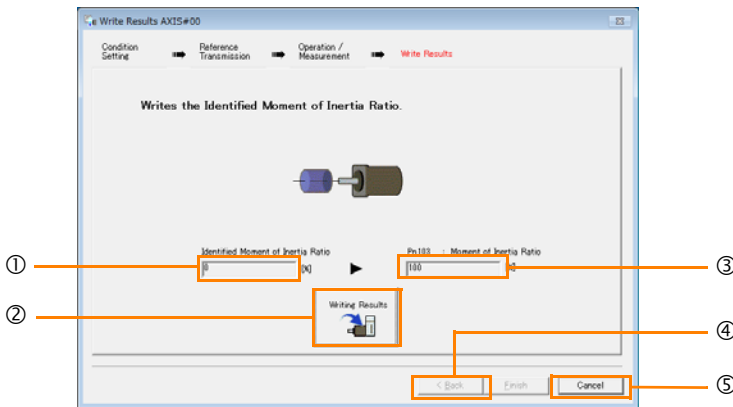 Write Results AXIS#00
Condition Setting
Reference Transmission
Operation / Measurement
Write Results
Writes the Identified Moment of Inertia Ratio.
Identified Moment of Inertia Ratio
Pn103 : Moment of Inertia Ratio
① 0 [%]
100 ③
② Writing Results
④
< Back Finish Cancel ⑤